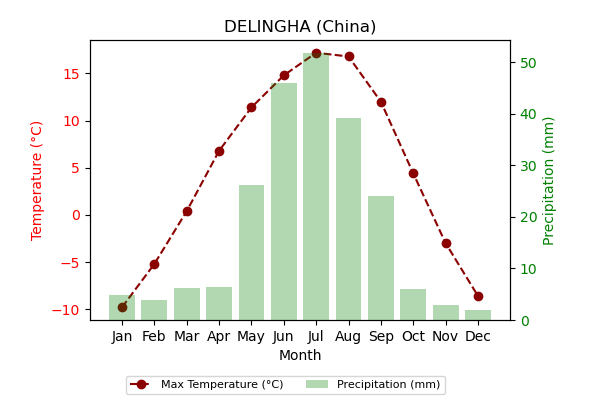 DELINGHA (China)
Temperature (°C)
15
10
5
0
−5
−10
50
40
30
20
10
0
Precipitation (mm)
Jan Feb Mar Apr May Jun Jul Aug Sep Oct Nov Dec
Month
Max Temperature (°C) Precipitation (mm)